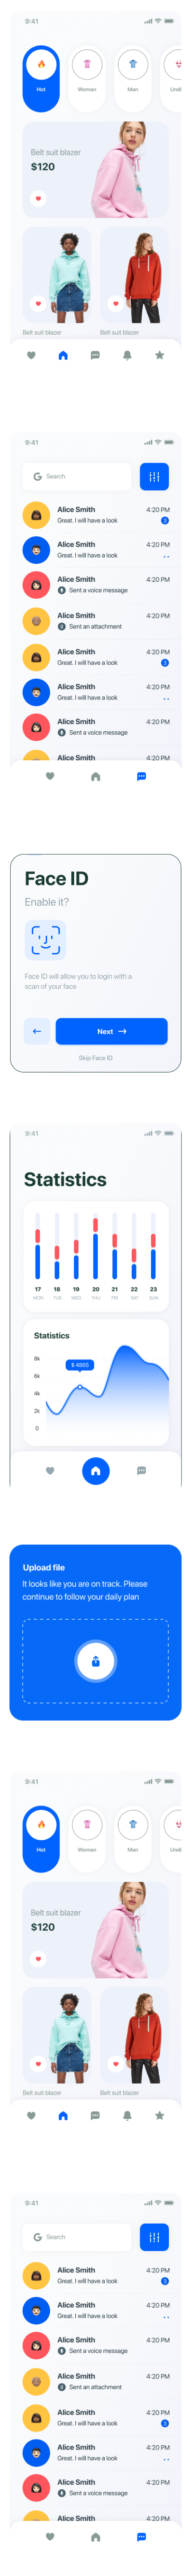 9:41
Hot
Woman
Man
Belt suit blazer
$120
Belt suit blazer
Belt suit blazer
9:41
Search
Alice Smith
4:20 PM
Great. I will have a look
3
Alice Smith
4:20 PM
Great. I will have a look
Alice Smith
4:20 PM
Sent a voice message
Alice Smith
4:20 PM
Sent an attachment
Alice Smith
4:20 PM
Great. I will have a look
3
Alice Smith
4:20 PM
Great. I will have a look
Alice Smith
4:20 PM
Sent a voice message
Alice Smith
4:20 PM
Face ID
Enable it?
Face ID will allow you to login with a
scan of your face
Next
Skip Face ID
9:41
Statistics
17 18 19 20 21 22 23
MON TUE WED THU FRI SAT SUN
Statistics
8k
$ 4865
6k
4k
2k
0
Upload file
It looks like you are on track. Please
continue to follow your daily plan
9:41
Hot
Woman
Man
Belt suit blazer
$120
Belt suit blazer
Belt suit blazer
9:41
Search
Alice Smith
4:20 PM
Great. I will have a look
3
Alice Smith
4:20 PM
Great. I will have a look
Alice Smith
4:20 PM
Sent a voice message
Alice Smith
4:20 PM
Sent an attachment
Alice Smith
4:20 PM
Great. I will have a look
3
Alice Smith
4:20 PM
Great. I will have a look
Alice Smith
4:20 PM
Sent a voice message
Alice Smith
4:20 PM